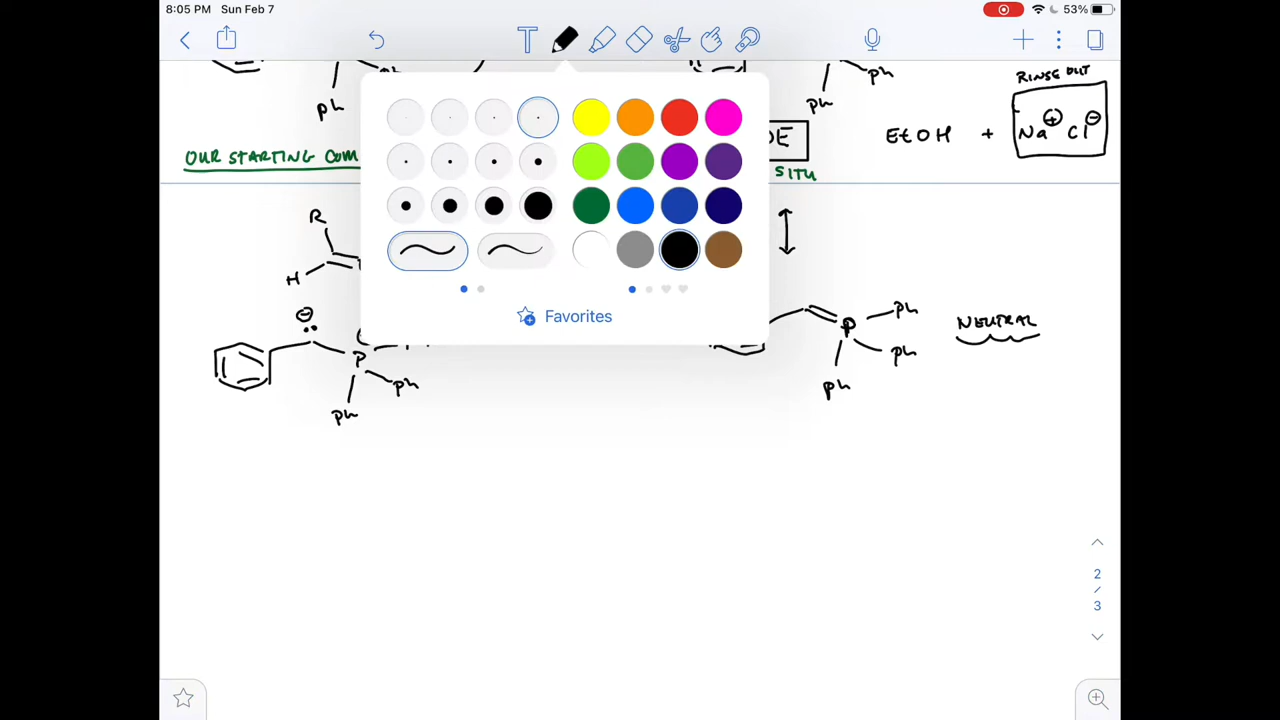 8:05 PM Sun Feb 7 53%
T
RINSE OUT
Ph Ph Ph Ph
DE EtOH + Na ⊕ Cl ⊖
OUR STARTING COM SITU
R
H
⊖
P Ph NEUTRAL
P Ph
Ph Ph
Ph
Favorites
2
/
3